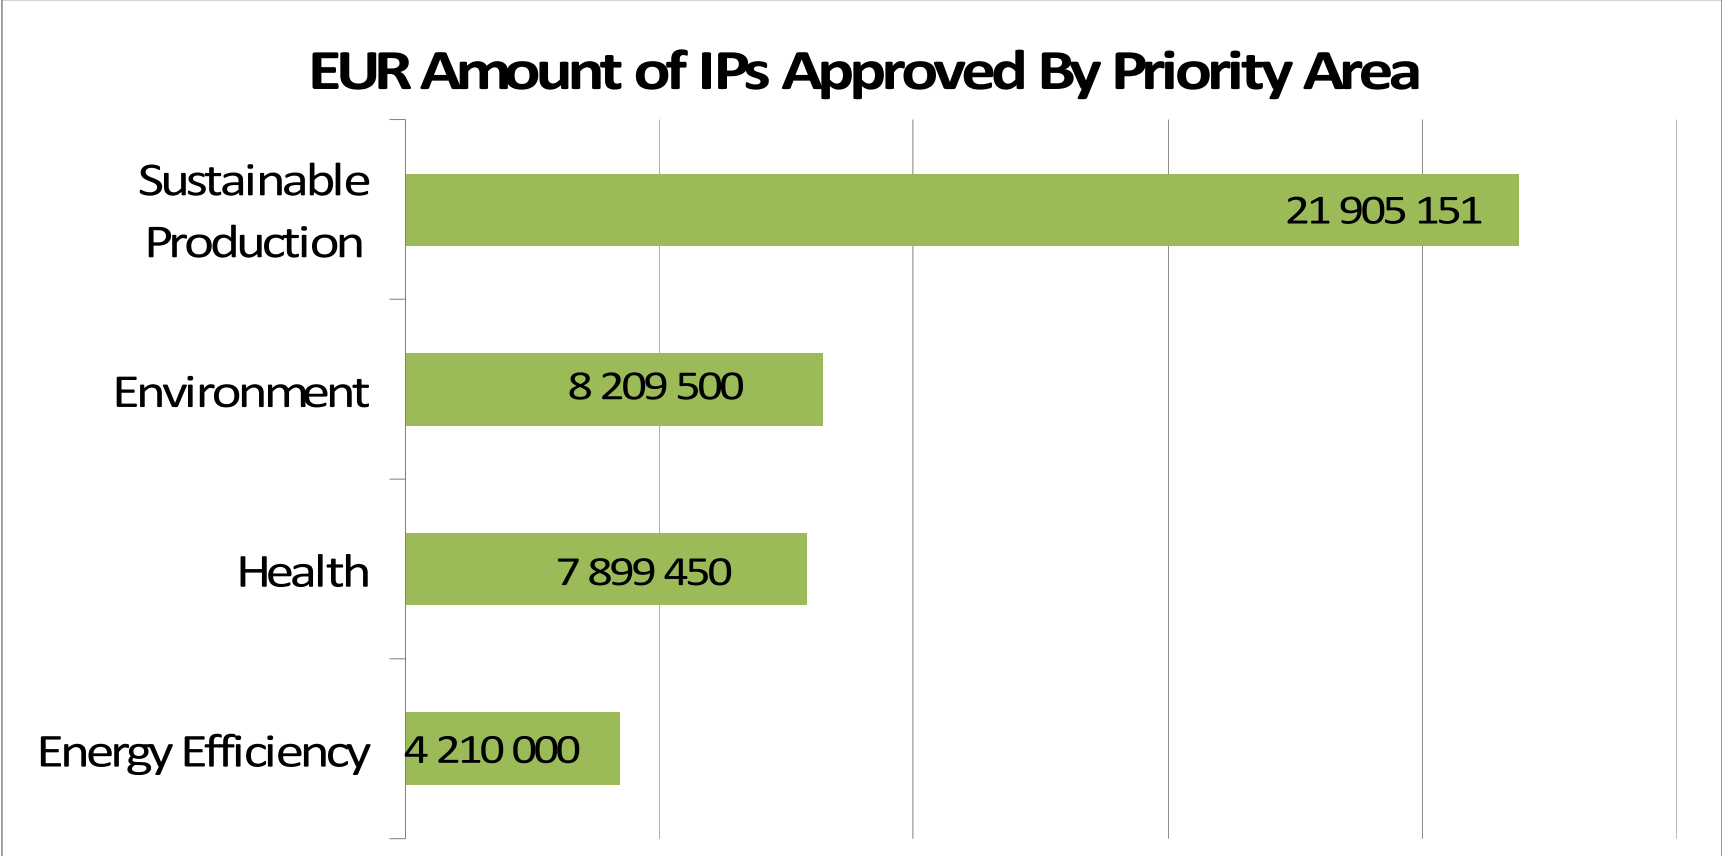 EUR Amount of IPs Approved By Priority Area
Sustainable
Production
21 905 151
Environment
8 209 500
Health
7 899 450
Energy Efficiency
4 210 000